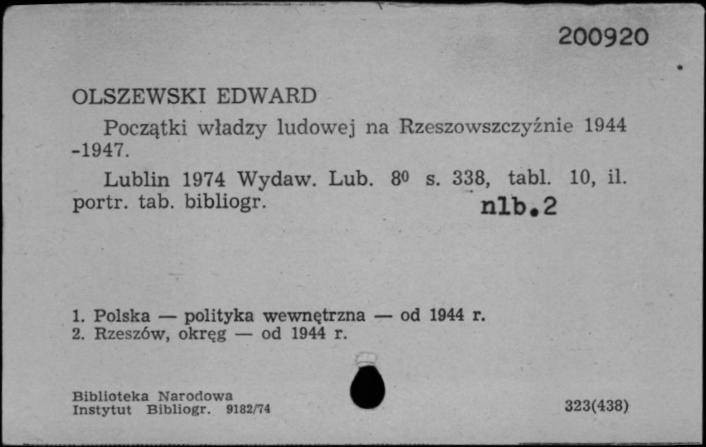 200920
OLSZEWSKI EDWARD
Początki władzy ludowej na Rzeszowszczyźnie 1944
-1947.
Lublin 1974 Wydaw. Lub. 8⁰ s. 338, tabl. 10, il.
portr. tab. bibliogr. nlb.2
1. Polska — polityka wewnętrzna — od 1944 r.
2. Rzeszów, okręg — od 1944 r.
Biblioteka Narodowa
Instytut Bibliogr. 9182/74 323(438)